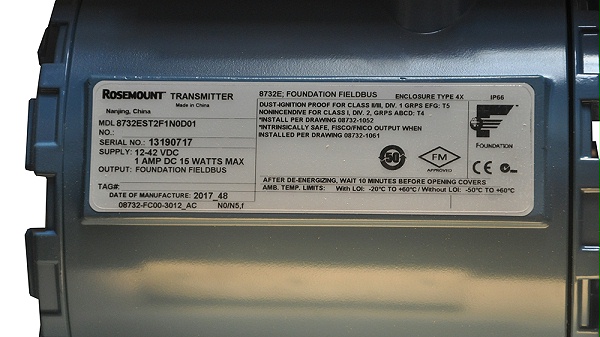 ROSEMOUNT TRANSMITTER
Made in China
Nanjing, China
MDL 8732EST2F1N0D01
NO.:
SERIAL NO.: 13190717
SUPPLY: 12-42 VDC
1 AMP DC 15 WATTS MAX
OUTPUT: FOUNDATION FIELDBUS
TAG#:
DATE OF MANUFACTURE: 2017_48
08732-FC00-3012_AC N0/N5,f
8732E; FOUNDATION FIELDBUS ENCLOSURE TYPE 4X IP66
DUST-IGNITION PROOF FOR CLASS II/III, DIV. 1 GRPS EFG: T5
NONINCENDIVE FOR CLASS I, DIV. 2, GRPS ABCD: T4
*INSTALL PER DRAWING 08732-1052
*INTRINSICALLY SAFE, FISCO/FNICO OUTPUT WHEN
INSTALLED PER DRAWING 08732-1061
50
FM
APPROVED
FOUNDATION
CE
AFTER DE-ENERGIZING, WAIT 10 MINUTES BEFORE OPENING COVERS
AMB. TEMP. LIMITS: With LOI: -20°C TO +60°C / Without LOI: -50°C TO +60°C